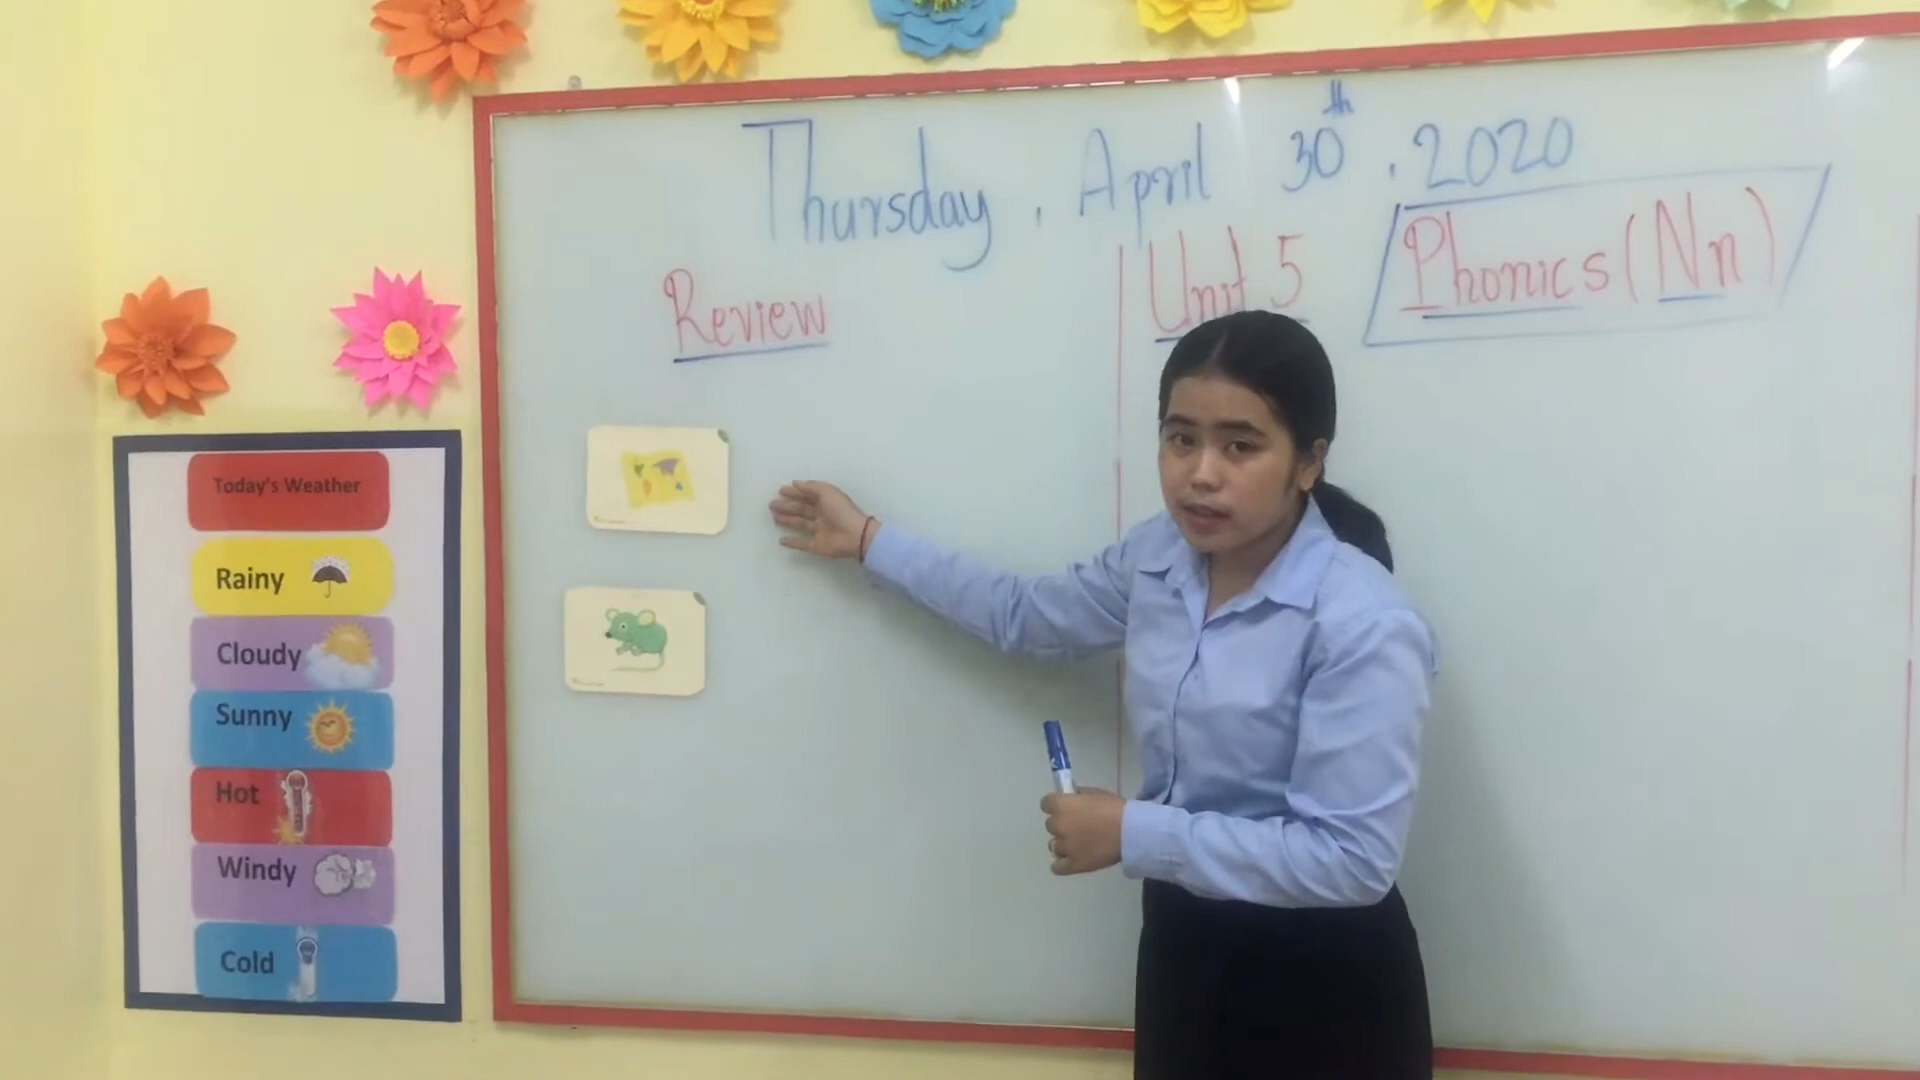 Thursday, April 30th, 2020
Review
Unit 5
Phonics (Nn)
Today's Weather
Rainy
Cloudy
Sunny
Hot
Windy
Cold